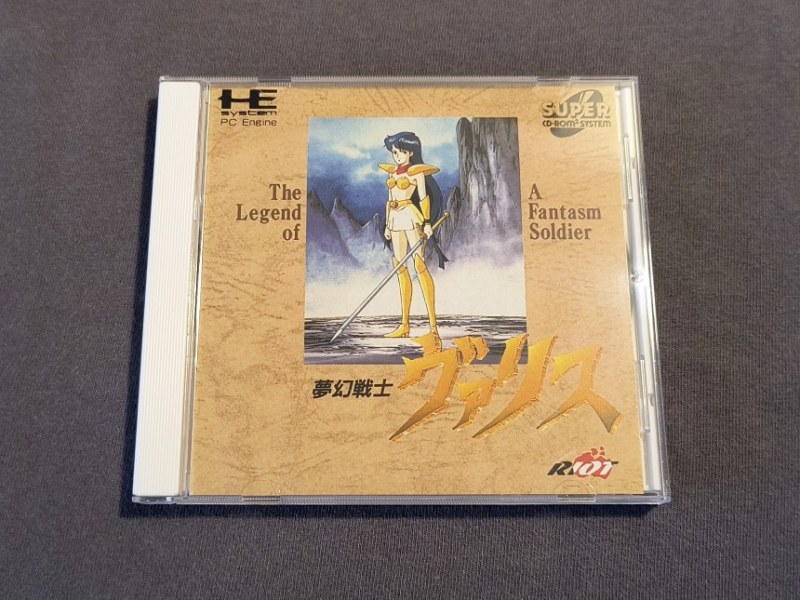 HE
system
PC Engine
SUPER
CD-ROM² SYSTEM
The
Legend
of
A
Fantasm
Soldier
夢幻戦士
ヴァリス
RIOT